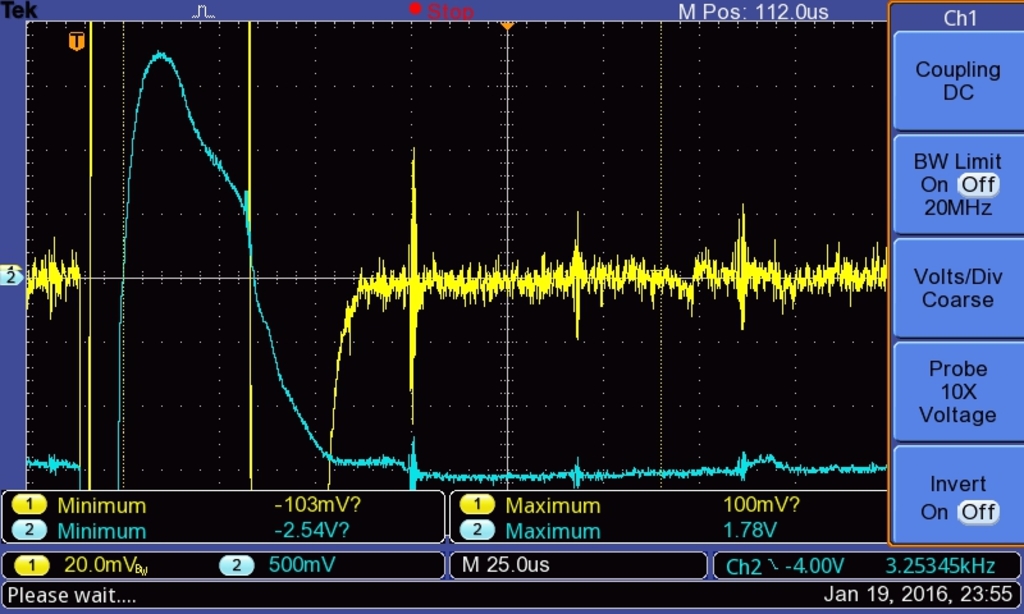 Tek
Stop
M Pos: 112.0us
Ch1
T
Coupling
DC
BW Limit
On Off
20MHz
2
Volts/Div
Coarse
Probe
10X
Voltage
Invert
On Off
1 Minimum -103mV?
1 Maximum 100mV?
2 Minimum -2.54V?
2 Maximum 1.78V
1 20.0mVBW
2 500mV
M 25.0us
Ch2 -4.00V
3.25345kHz
Please wait....
Jan 19, 2016, 23:55